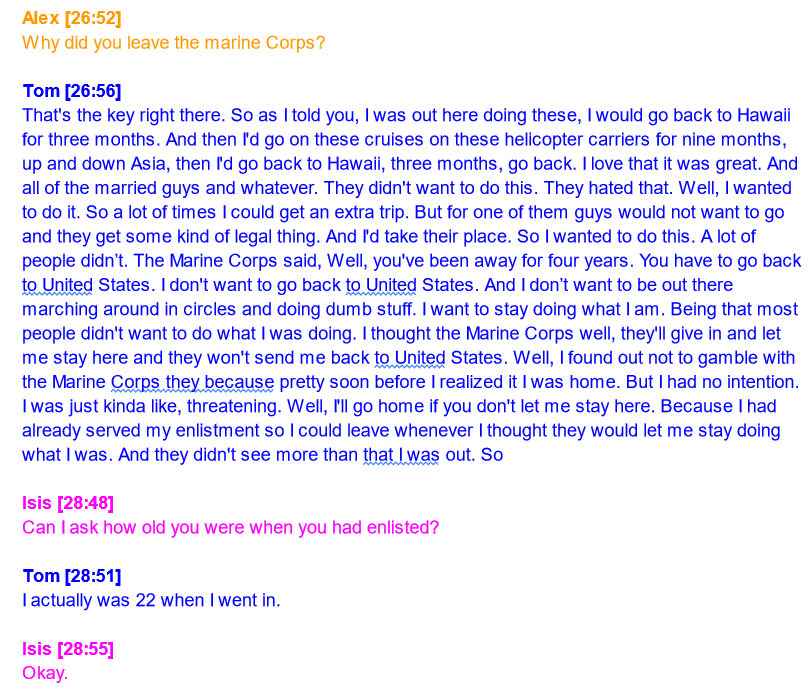 Alex [26:52]
Why did you leave the marine Corps?
Tom [26:56]
That's the key right there. So as I told you, I was out here doing these, I would go back to Hawaii
for three months. And then I'd go on these cruises on these helicopter carriers for nine months,
up and down Asia, then I'd go back to Hawaii, three months, go back. I love that it was great. And
all of the married guys and whatever. They didn't want to do this. They hated that. Well, I wanted
to do it. So a lot of times I could get an extra trip. But for one of them guys would not want to go
and they get some kind of legal thing. And I'd take their place. So I wanted to do this. A lot of
people didn’t. The Marine Corps said, Well, you've been away for four years. You have to go back
to United States. I don't want to go back to United States. And I don’t want to be out there
marching around in circles and doing dumb stuff. I want to stay doing what I am. Being that most
people didn't want to do what I was doing. I thought the Marine Corps well, they'll give in and let
me stay here and they won't send me back to United States. Well, I found out not to gamble with
the Marine Corps they because pretty soon before I realized it I was home. But I had no intention.
I was just kinda like, threatening. Well, I'll go home if you don't let me stay here. Because I had
already served my enlistment so I could leave whenever I thought they would let me stay doing
what I was. And they didn't see more than that I was out. So
Isis [28:48]
Can I ask how old you were when you had enlisted?
Tom [28:51]
I actually was 22 when I went in.
Isis [28:55]
Okay.